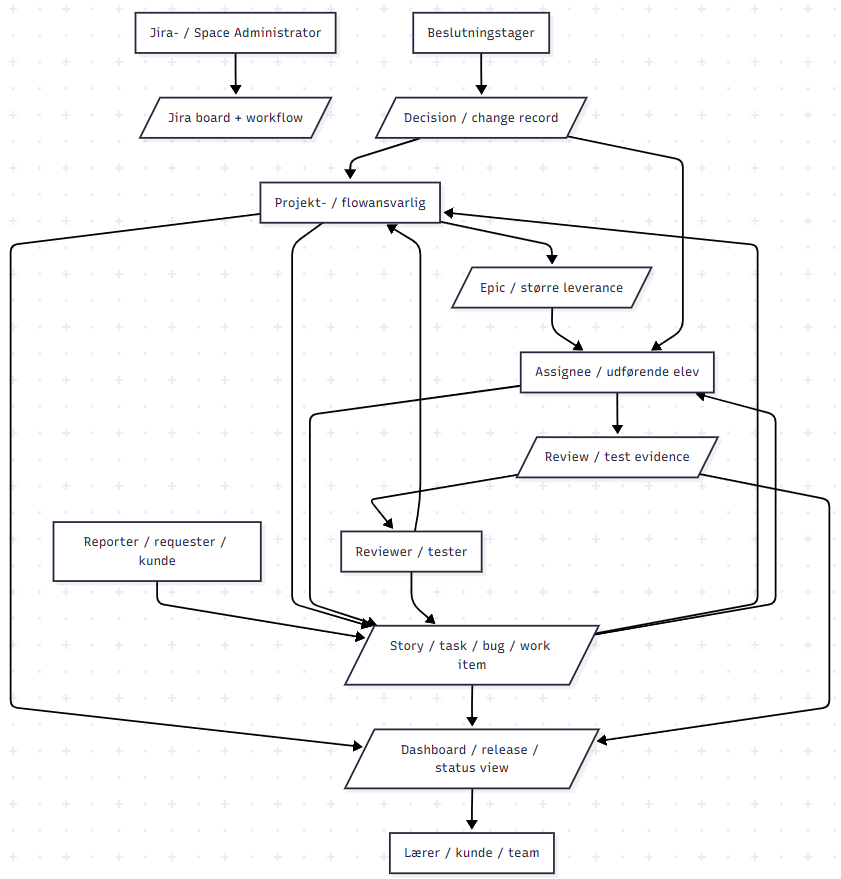 Jira- / Space Administrator
Beslutningstager
Jira board + workflow
Decision / change record
Projekt- / flowansvarlig
Epic / større leverance
Assignee / udførende elev
Review / test evidence
Reporter / requester /
kunde
Reviewer / tester
Story / task / bug / work
item
Dashboard / release /
status view
Lærer / kunde / team